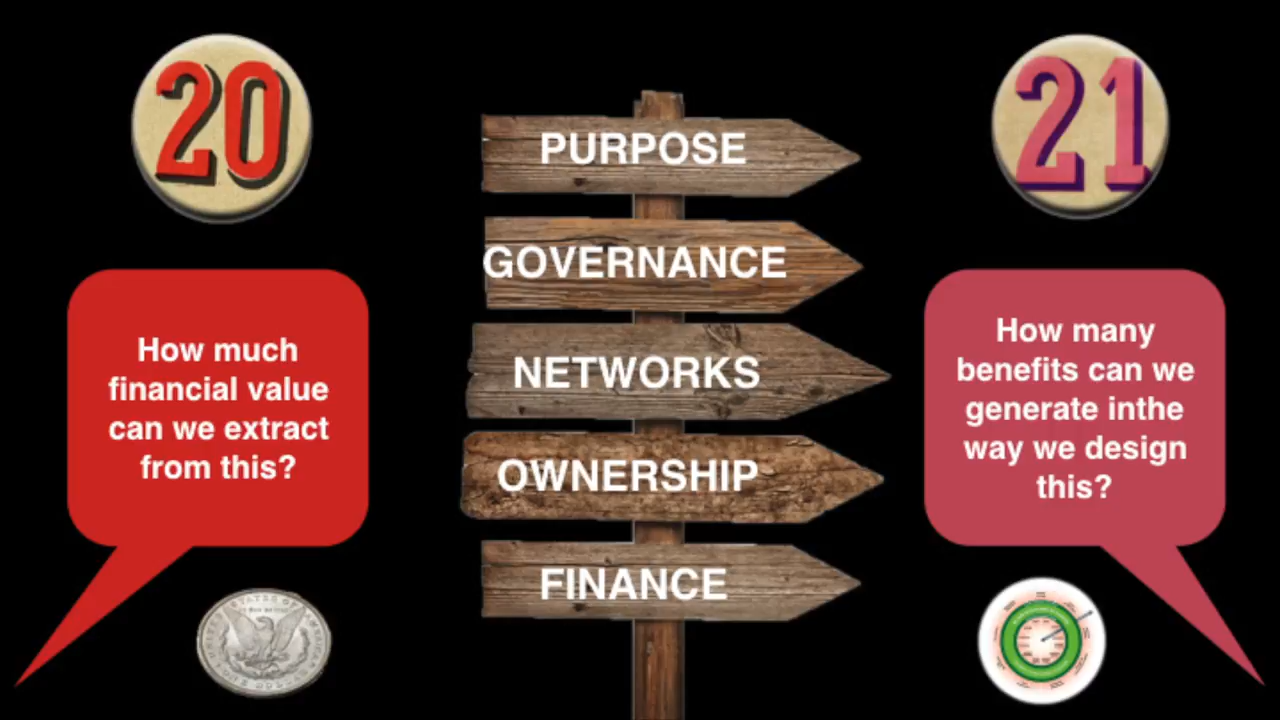 20
21
PURPOSE
GOVERNANCE
NETWORKS
OWNERSHIP
FINANCE
How much
financial value
can we extract
from this?
How many
benefits can we
generate inthe
way we design
this?